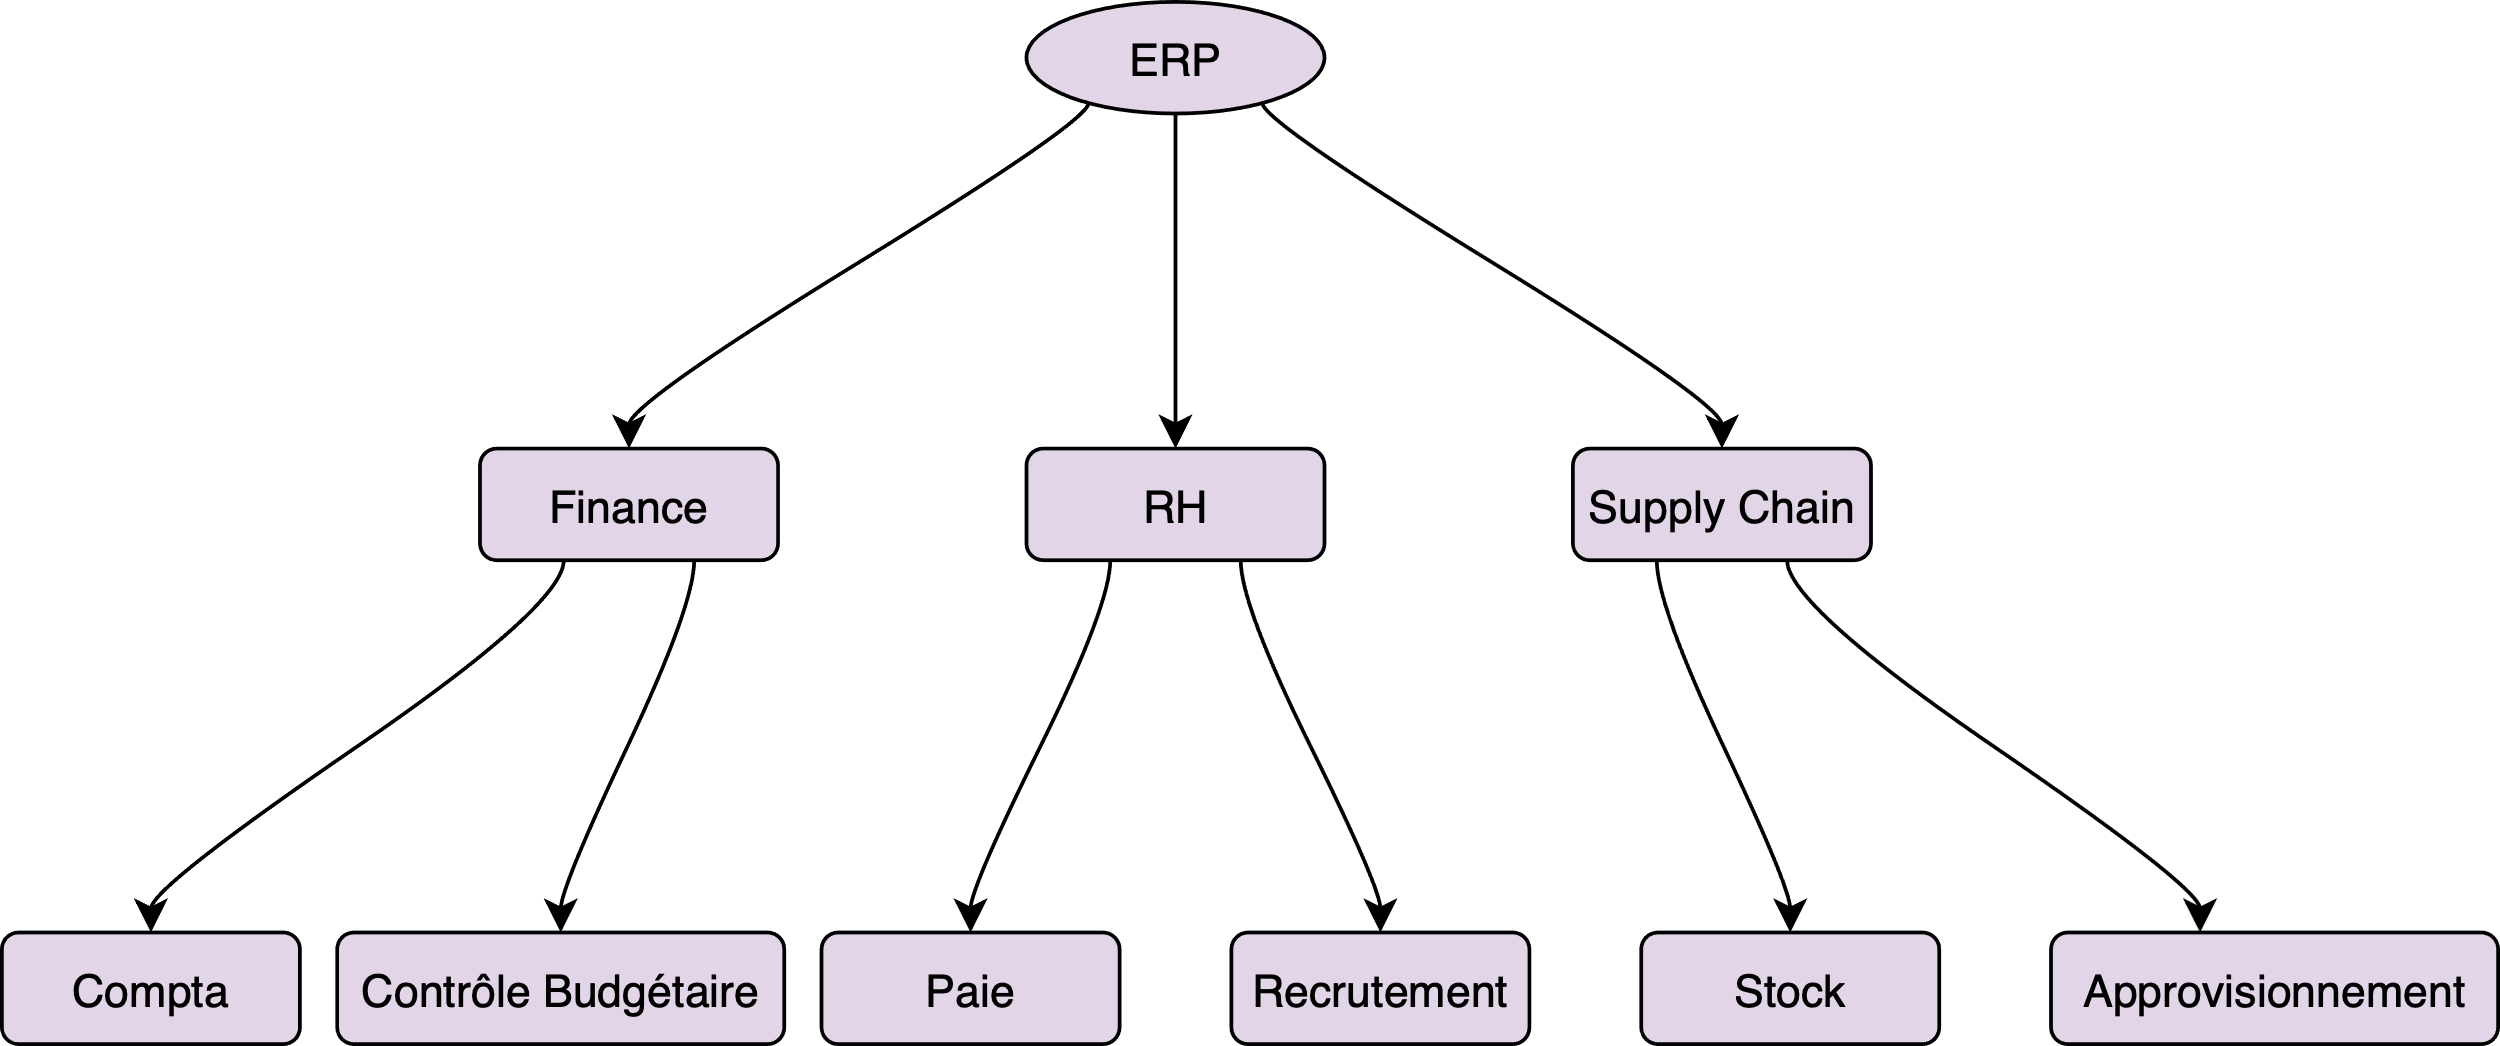 ERP
Finance
RH
Supply Chain
Compta
Contrôle Budgétaire
Paie
Recrutement
Stock
Approvisionnement